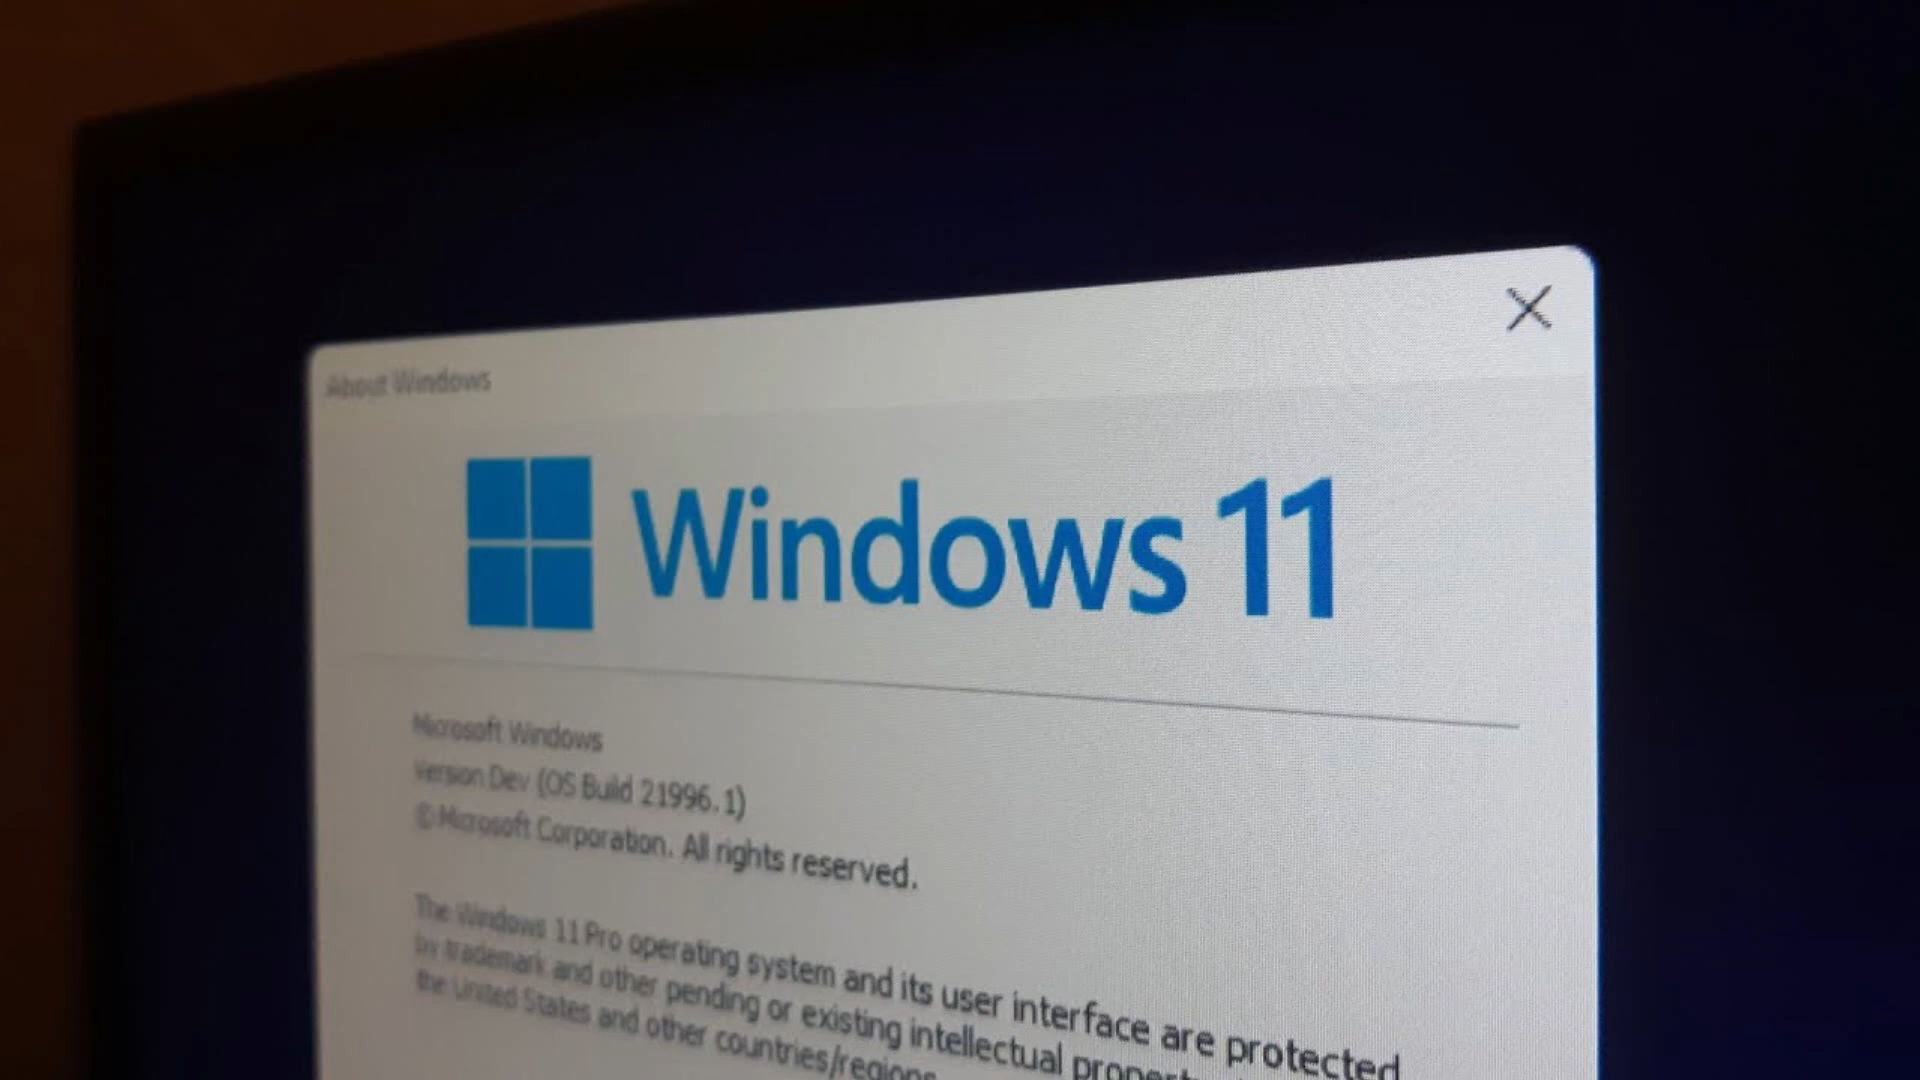 About Windows
Windows 11
Microsoft Windows
Version Dev (OS Build 21996.1)
© Microsoft Corporation. All rights reserved.
The Windows 11 Pro operating system and its user interface are protected
by trademark and other pending or existing intellectual property
the United States and other countries/regions.